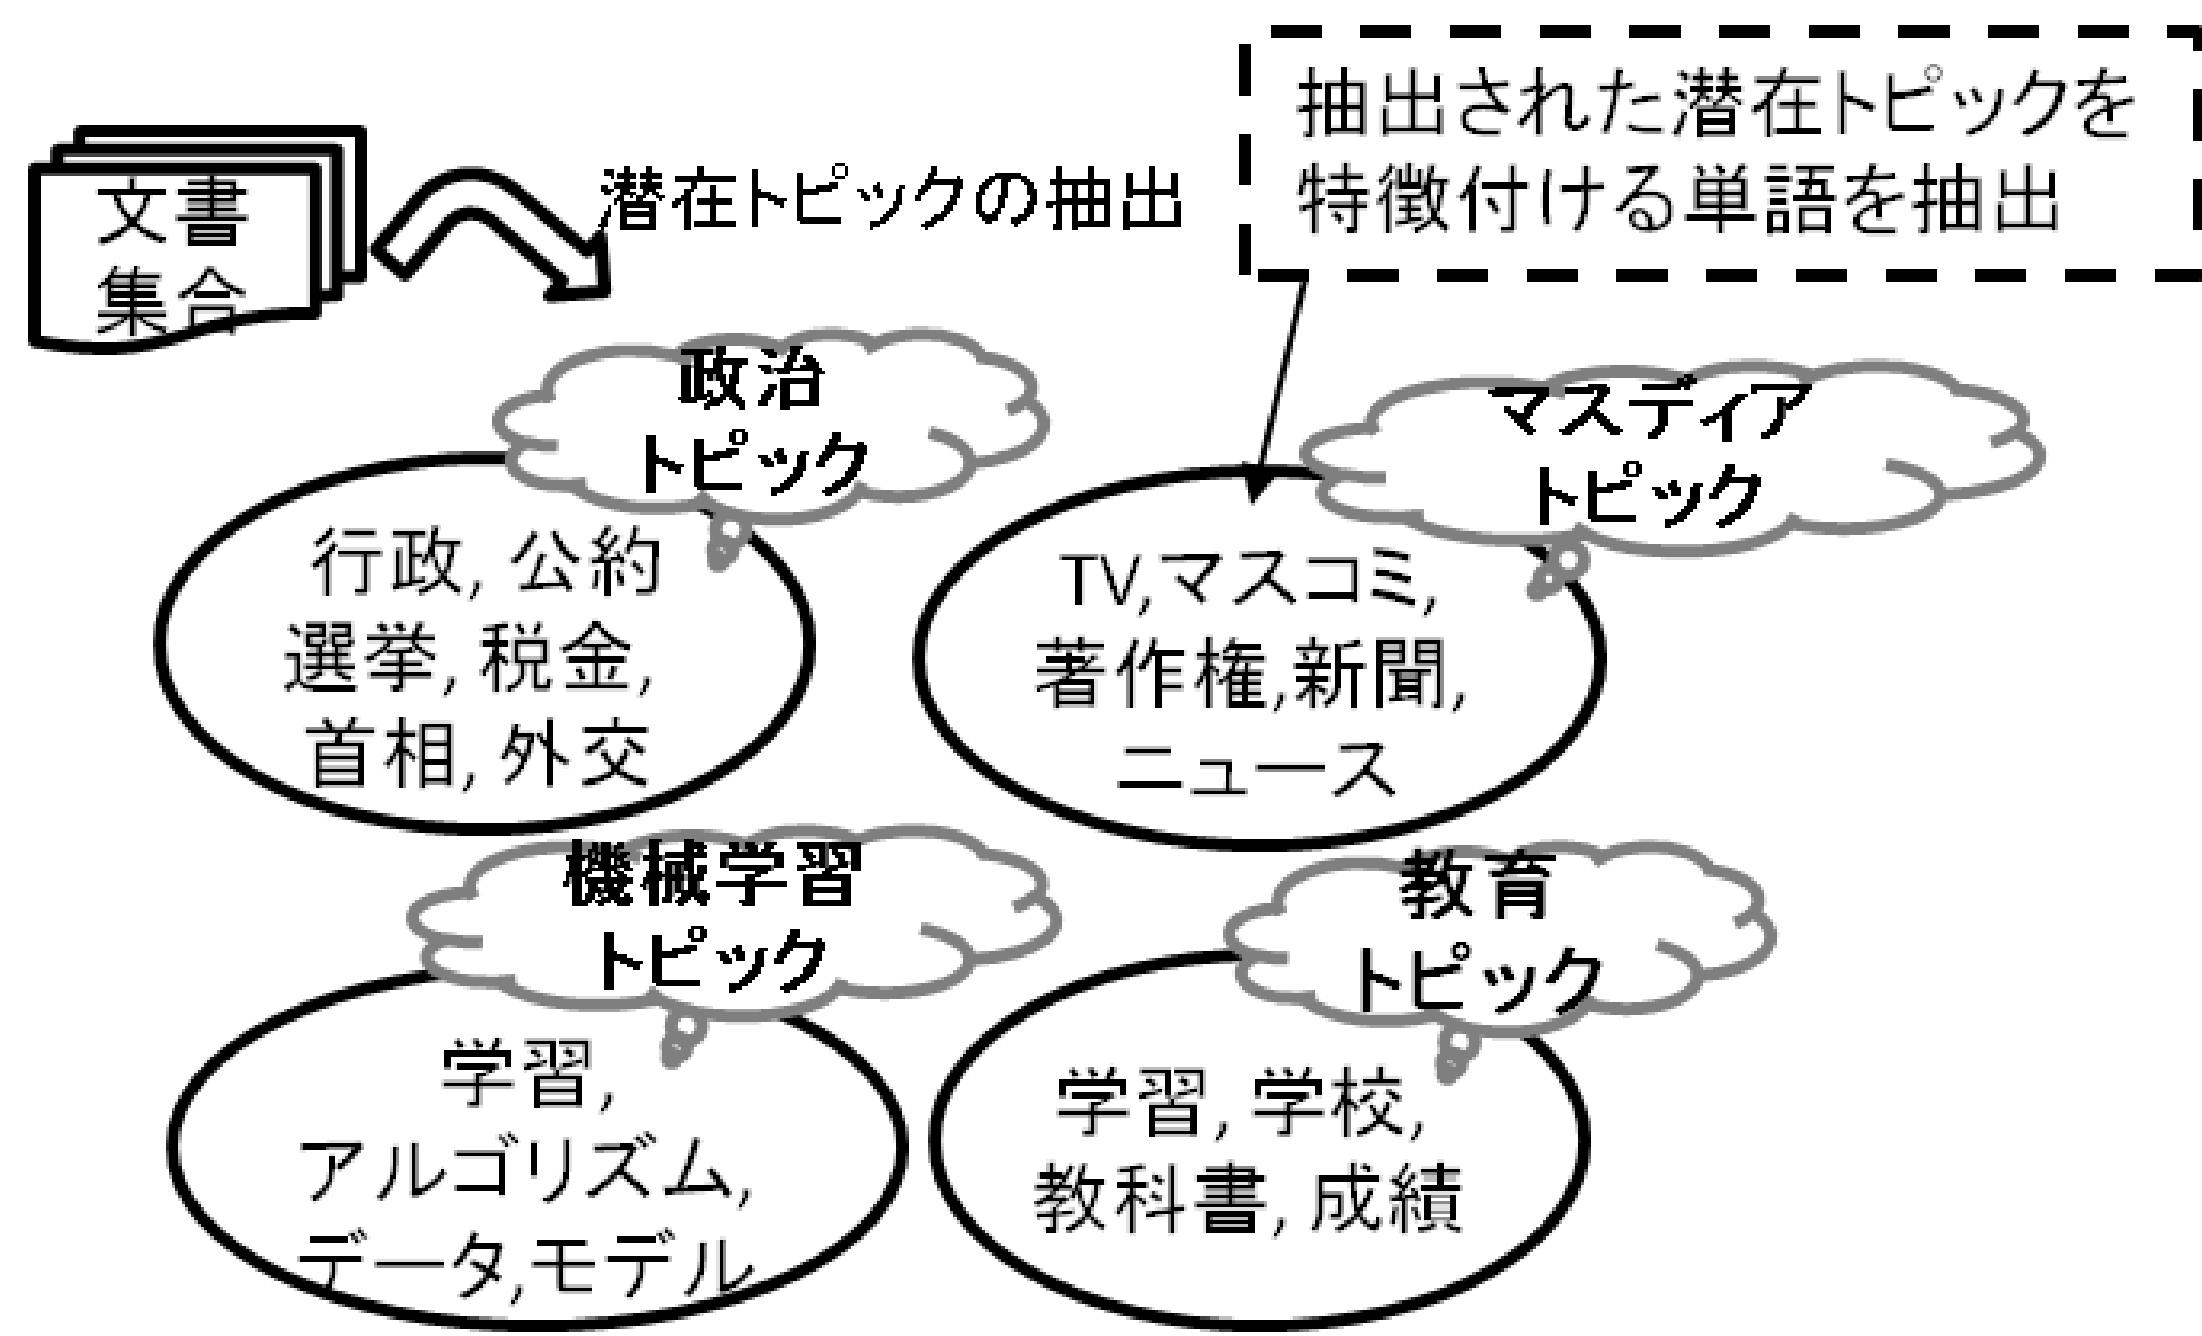 文書
集合
潜在トピックの抽出
抽出された潜在トピックを
特徴付ける単語を抽出
政治
トピック
行政, 公約
選挙, 税金,
首相, 外交
マスディア
トピック
TV,マスコミ,
著作権,新聞,
ニュース
機械学習
トピック
学習,
アルゴリズム,
データ,モデル
教育
トピック
学習, 学校,
教科書, 成績